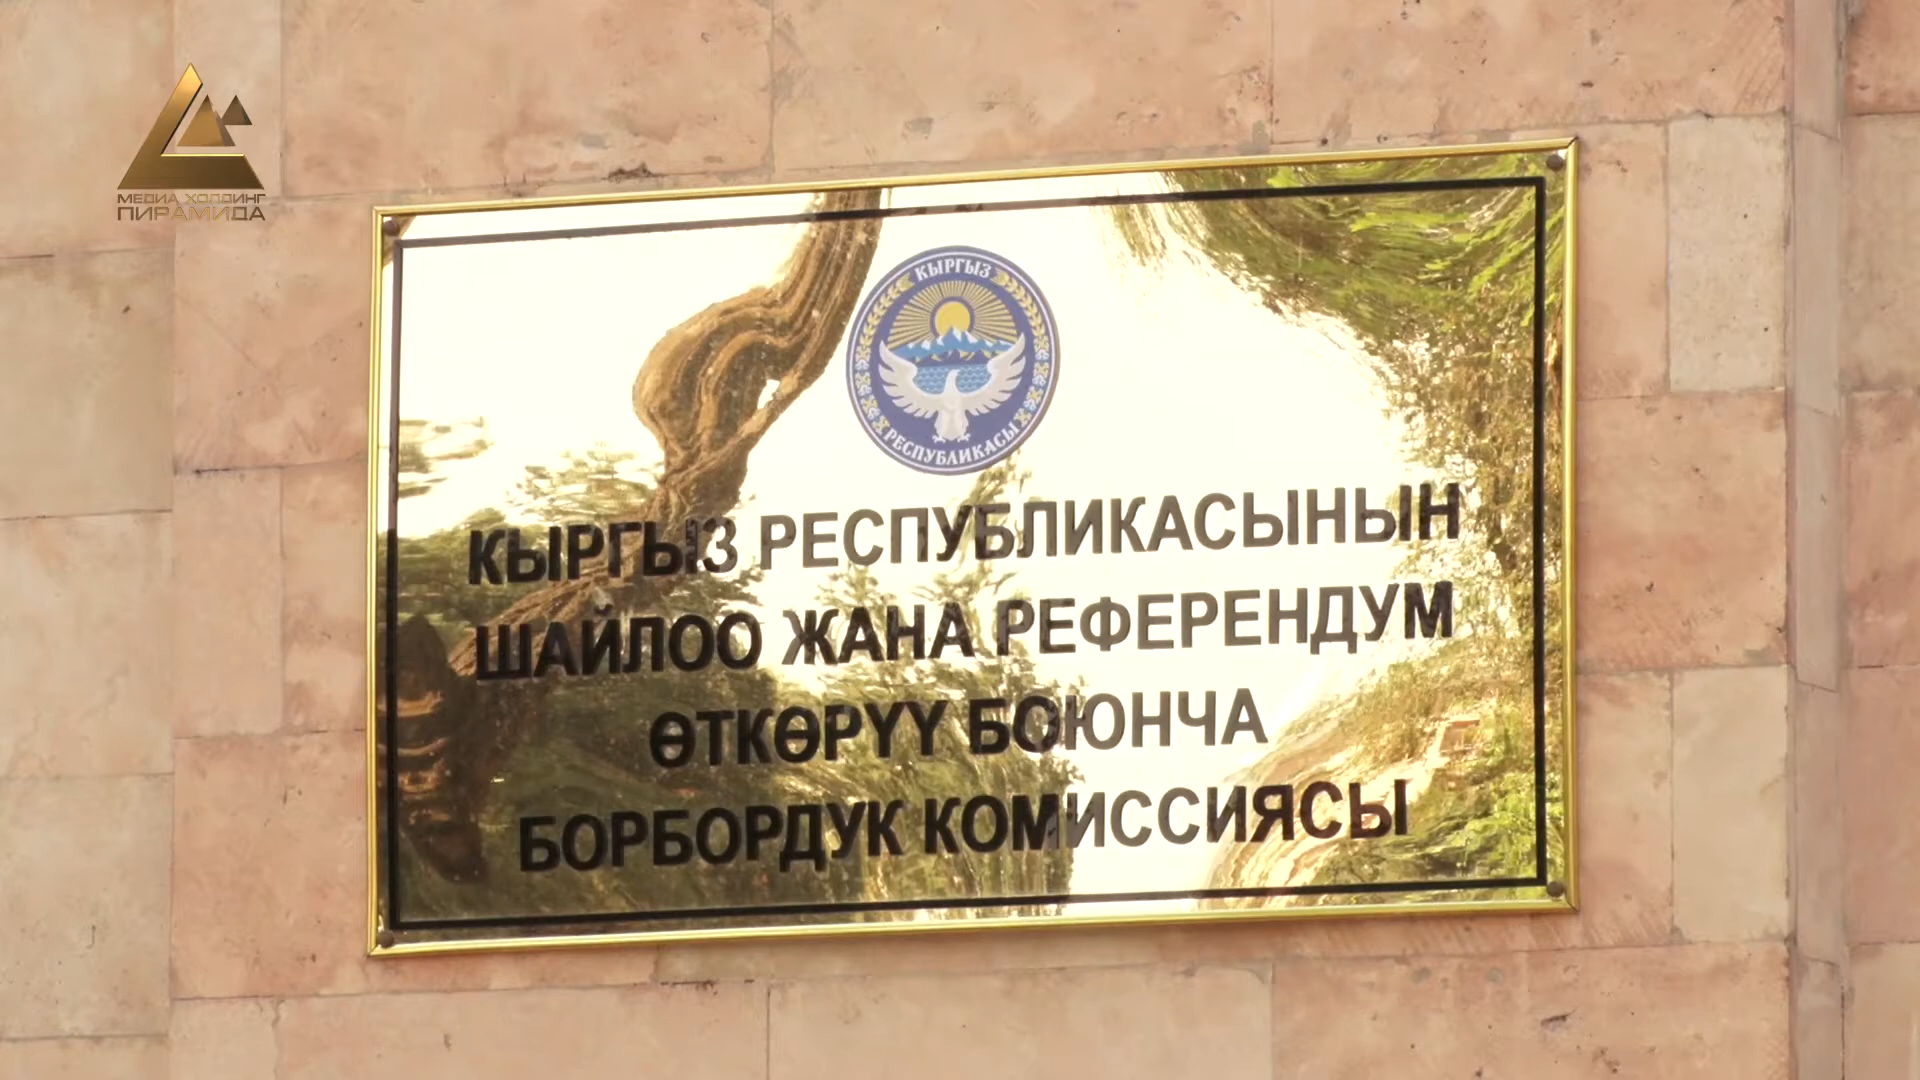 МЕДИА ХОЛДИНГ
ПИРАМИДА
КЫРГЫЗ
РЕСПУБЛИКАСЫ
КЫРГЫЗ РЕСПУБЛИКАСЫНЫН
ШАЙЛОО ЖАНА РЕФЕРЕНДУМ
ӨТКӨРҮҮ БОЮНЧА
БОРБОРДУК КОМИССИЯСЫ